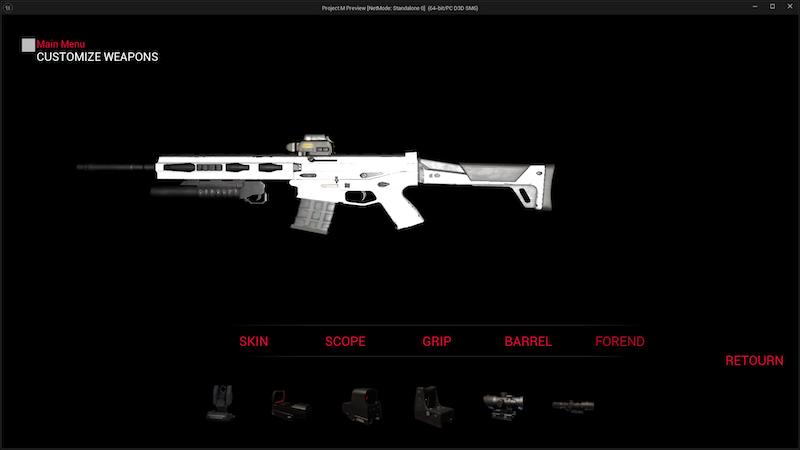 Project M Preview [NetMode: Standalone 0] (64-bit/PC D3D SM6)
Main Menu
CUSTOMIZE WEAPONS
SKIN SCOPE GRIP BARREL FOREND
RETOURN